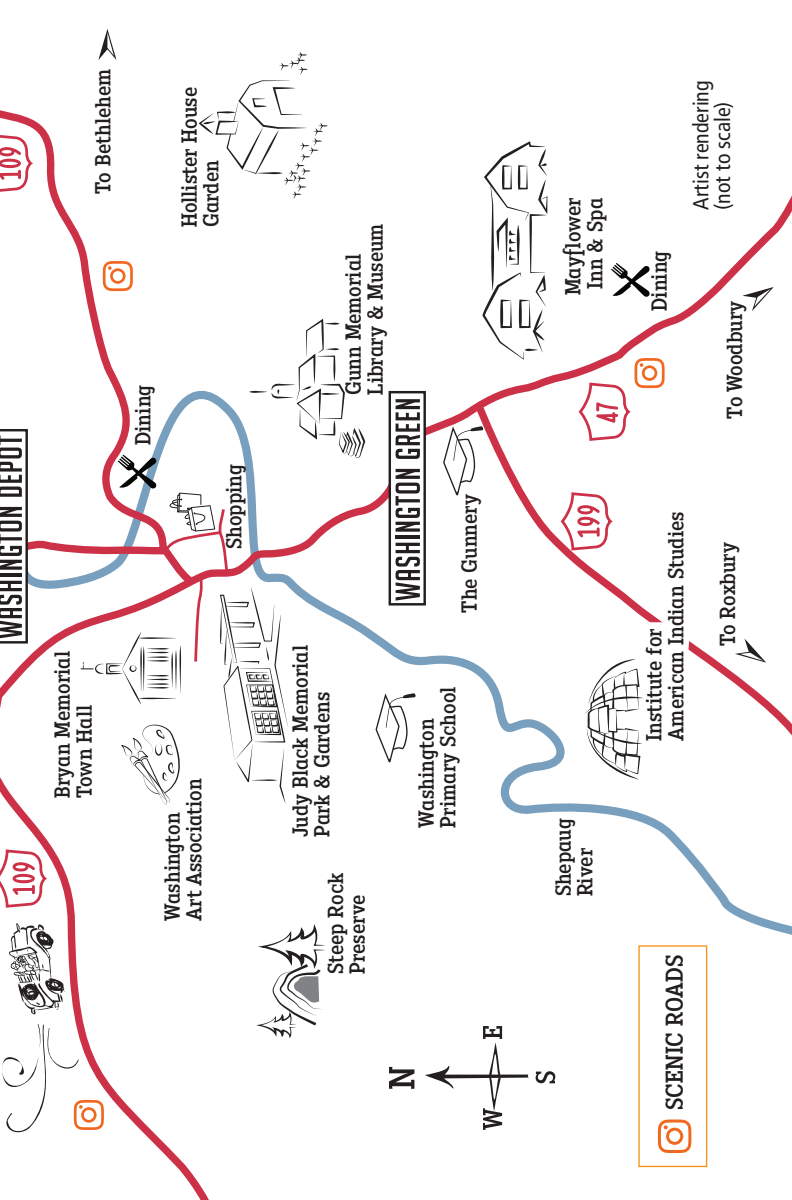 109
To Bethlehem
Hollister House
Garden
WASHINGTON DEPOT
Dining
Shopping
Gunn Memorial
Library & Museum
Mayflower
Inn & Spa
Dining
Artist rendering
(not to scale)
WASHINGTON GREEN
The Gunnery
47
To Woodbury
199
Bryan Memorial
Town Hall
Washington
Art Association
Judy Black Memorial
Park & Gardens
Washington
Primary School
Institute for
American Indian Studies
To Roxbury
109
Steep Rock
Preserve
Shepaug
River
N
W
E
S
SCENIC ROADS